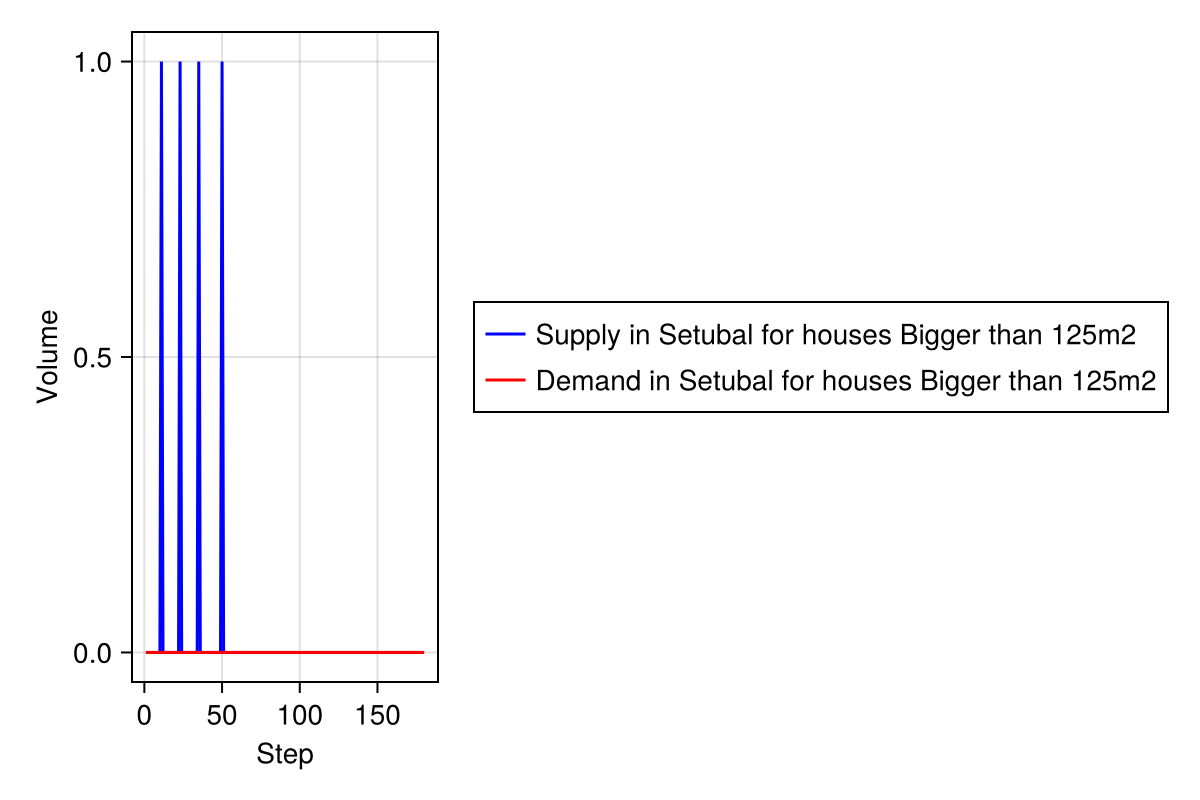 1.0
0.5
0.0
Volume
0
50
100
150
Step
Supply in Setubal for houses Bigger than 125m2
Demand in Setubal for houses Bigger than 125m2